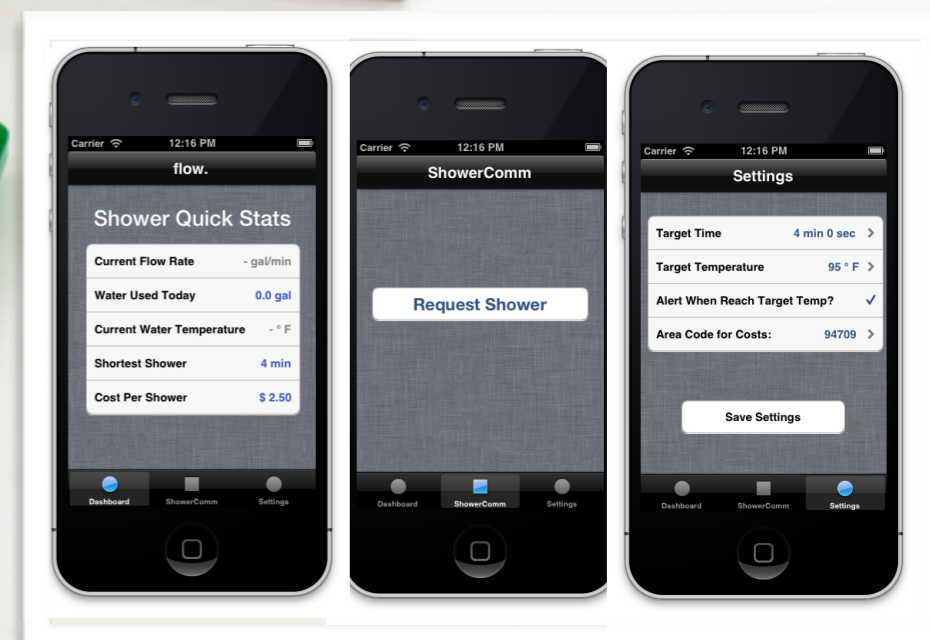 Carrier 12:16 PM
flow.
Shower Quick Stats
Current Flow Rate - gal/min
Water Used Today 0.0 gal
Current Water Temperature - ° F
Shortest Shower 4 min
Cost Per Shower $ 2.50
Dashboard ShowerComm Settings
Carrier 12:16 PM
ShowerComm
Request Shower
Dashboard ShowerComm Settings
Carrier 12:16 PM
Settings
Target Time 4 min 0 sec
Target Temperature 95 ° F
Alert When Reach Target Temp?
Area Code for Costs: 94709
Save Settings
Dashboard ShowerComm Settings